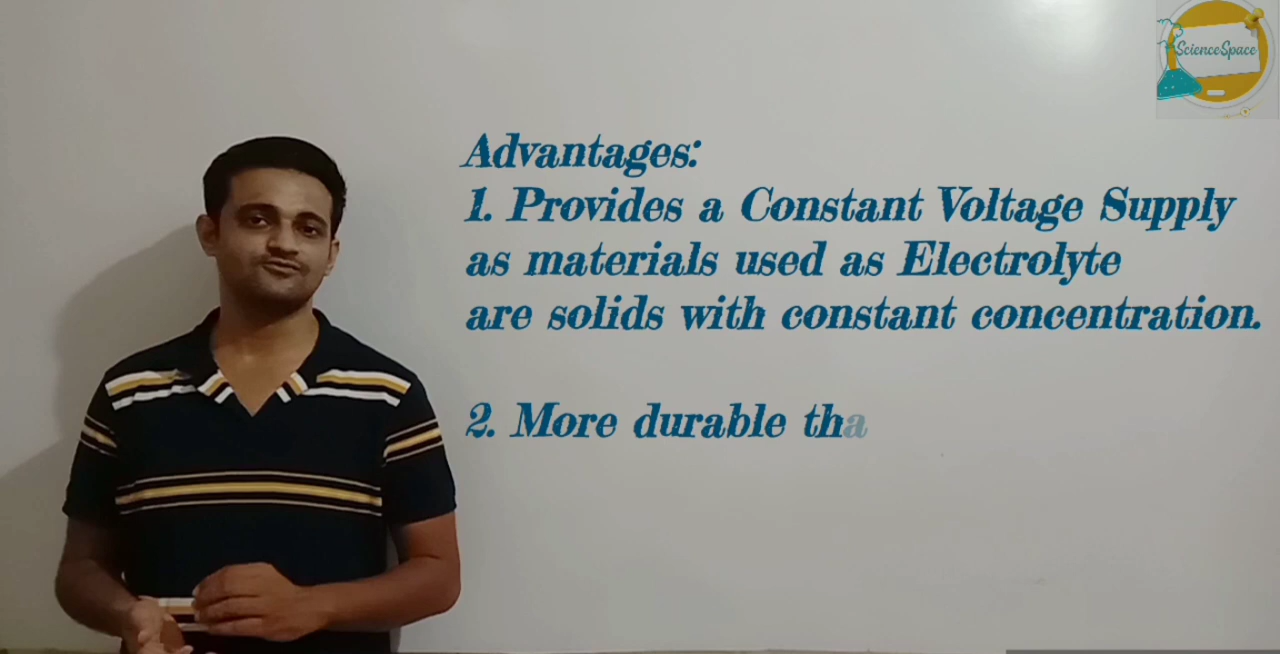 ScienceSpace
Advantages:
1. Provides a Constant Voltage Supply
as materials used as Electrolyte
are solids with constant concentration.
2. More durable tha